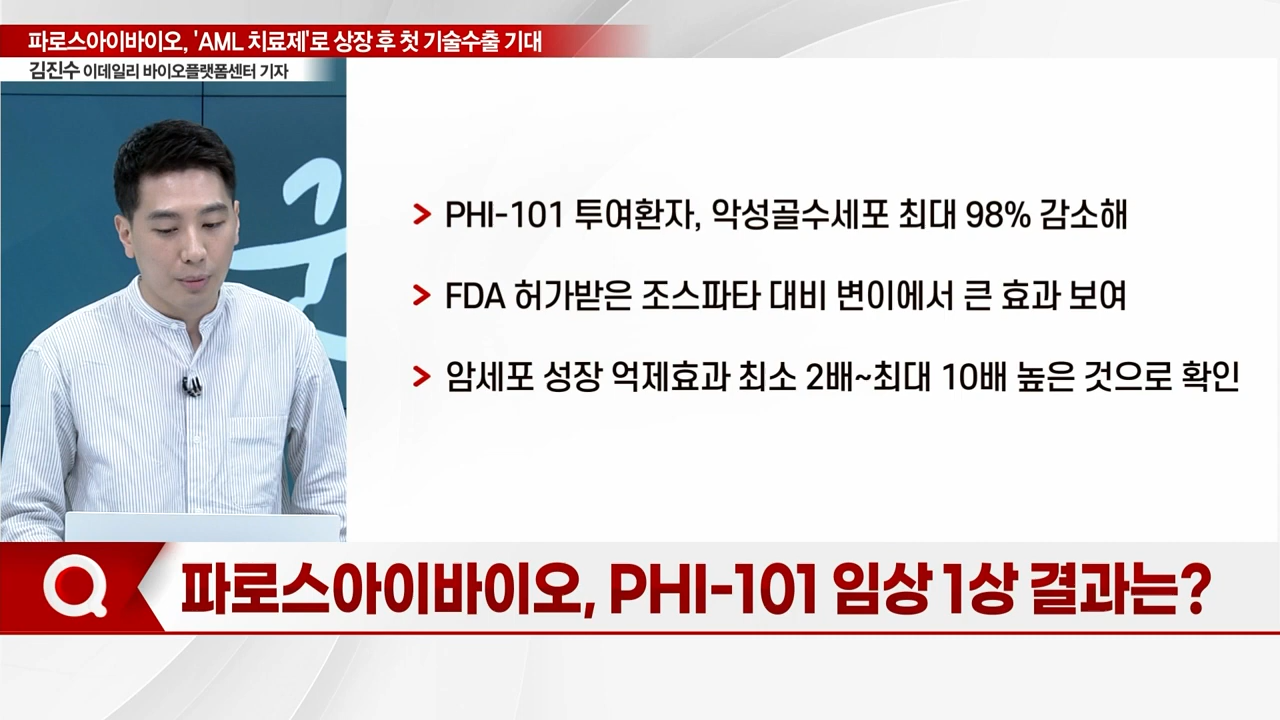 파로스아이바이오, 'AML 치료제'로 상장 후 첫 기술수출 기대
김진수 이데일리 바이오플랫폼센터 기자
> PHI-101 투여환자, 악성골수세포 최대 98% 감소해
> FDA 허가받은 조스파타 대비 변이에서 큰 효과 보여
> 암세포 성장 억제효과 최소 2배~최대 10배 높은 것으로 확인
Q 파로스아이바이오, PHI-101 임상 1상 결과는?